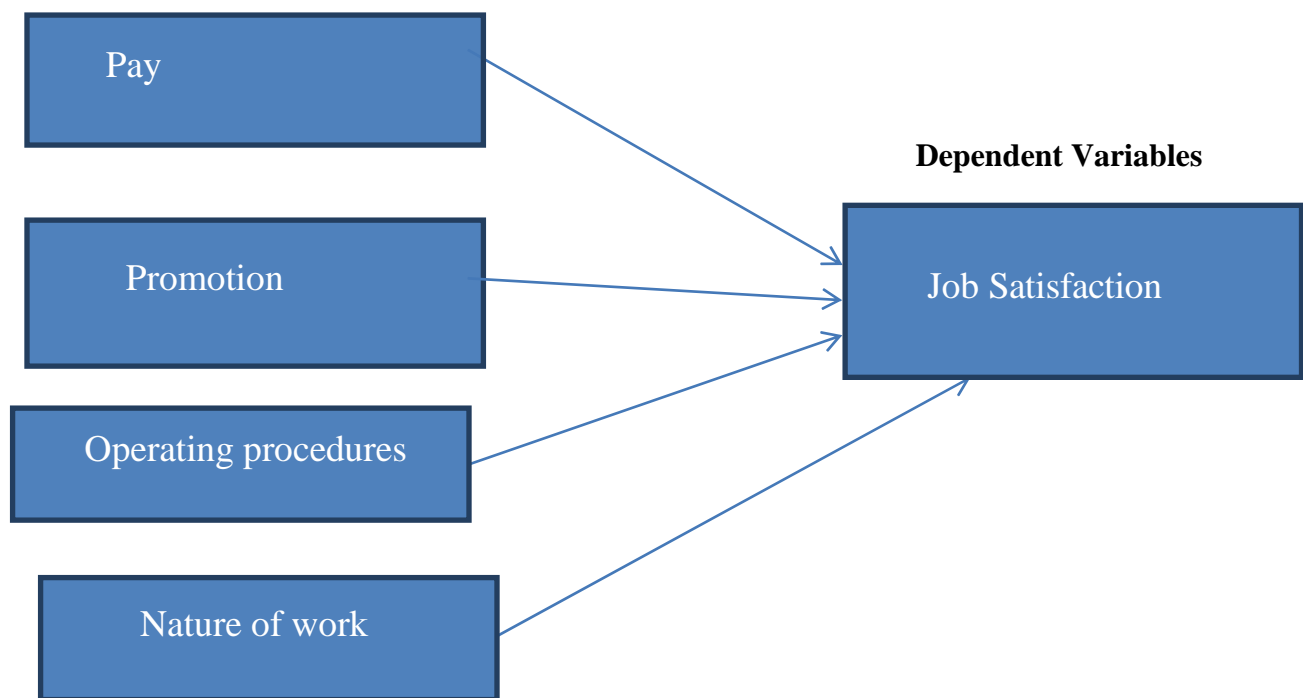 Pay
Dependent Variables
Promotion
Job Satisfaction
Operating procedures
Nature of work